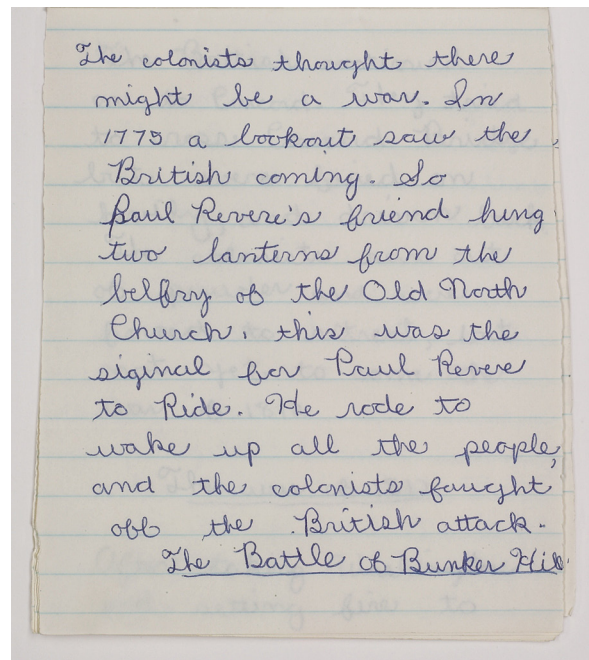 The colonists thought there
might be a war. In
1775 a lookout saw the
British coming. So
Paul Revere's friend hung
two lanterns from the
belfry of the Old North
Church. this was the
siginal for Paul Revere
to Ride. He rode to
wake up all the people,
and the colonists faught
off the British attack.
The Battle of Bunker Hill